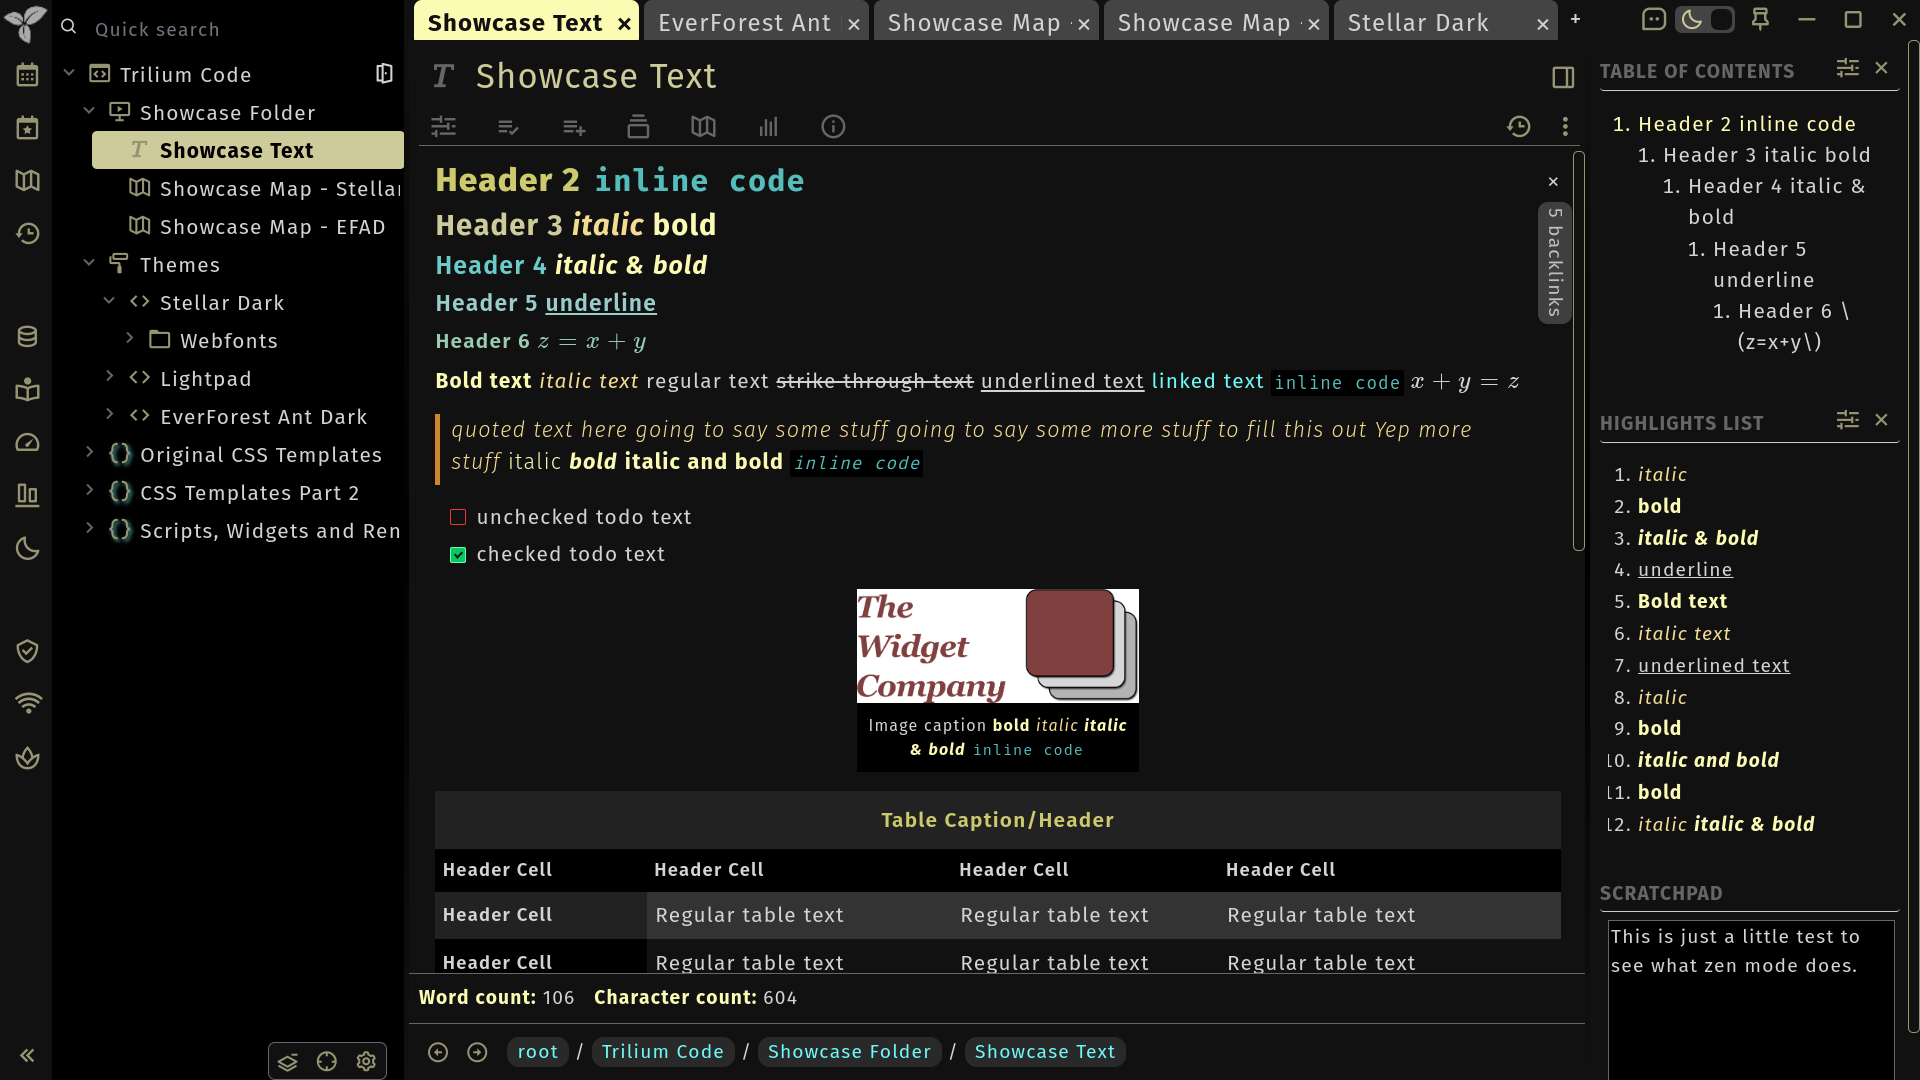 Quick search
Trilium Code
Showcase Folder
Showcase Text
Showcase Map - Stellar
Showcase Map - EFAD
Themes
Stellar Dark
Webfonts
Lightpad
EverForest Ant Dark
Original CSS Templates
CSS Templates Part 2
Scripts, Widgets and Ren
Showcase Text
EverForest Ant
Showcase Map -
Showcase Map -
Stellar Dark
Showcase Text
Header 2 inline code
Header 3 italic bold
Header 4 italic & bold
Header 5 underline
Header 6 z = x + y
Bold text italic text regular text strike through text underlined text linked text inline code x + y = z
quoted text here going to say some stuff going to say some more stuff to fill this out Yep more
stuff italic bold italic and bold inline code
unchecked todo text
checked todo text
The
Widget
Company
Image caption bold italic italic
& bold inline code
Table Caption/Header
Header Cell Header Cell Header Cell Header Cell
Header Cell Regular table text Regular table text Regular table text
Header Cell Regular table text Regular table text Regular table text
5 backlinks
Word count: 106 Character count: 604
root / Trilium Code / Showcase Folder / Showcase Text
TABLE OF CONTENTS
1. Header 2 inline code
1. Header 3 italic bold
1. Header 4 italic &
bold
1. Header 5
underline
1. Header 6 \
(z=x+y\)
HIGHLIGHTS LIST
1. italic
2. bold
3. italic & bold
4. underline
5. Bold text
6. italic text
7. underlined text
8. italic
9. bold
10. italic and bold
11. bold
12. italic italic & bold
SCRATCHPAD
This is just a little test to
see what zen mode does.